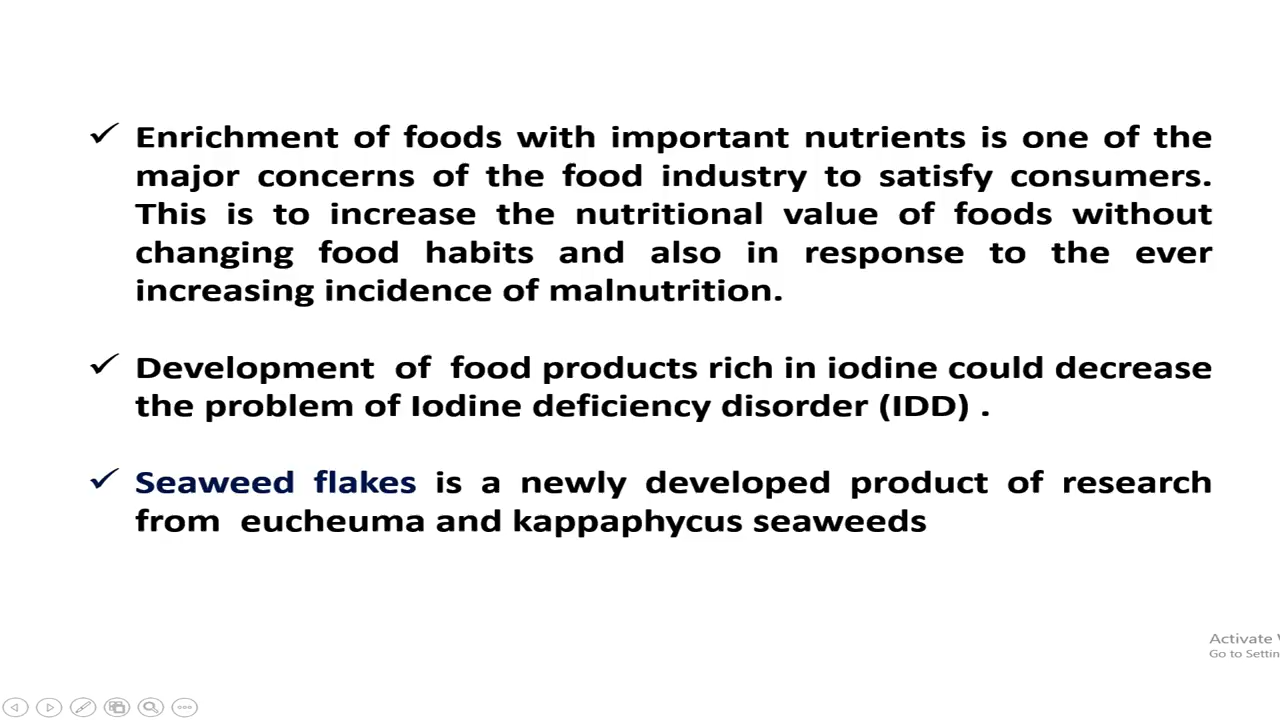 ✓ Enrichment of foods with important nutrients is one of the
major concerns of the food industry to satisfy consumers.
This is to increase the nutritional value of foods without
changing food habits and also in response to the ever
increasing incidence of malnutrition.
✓ Development of food products rich in iodine could decrease
the problem of Iodine deficiency disorder (IDD) .
✓ Seaweed flakes is a newly developed product of research
from eucheuma and kappaphycus seaweeds
Activate
Go to